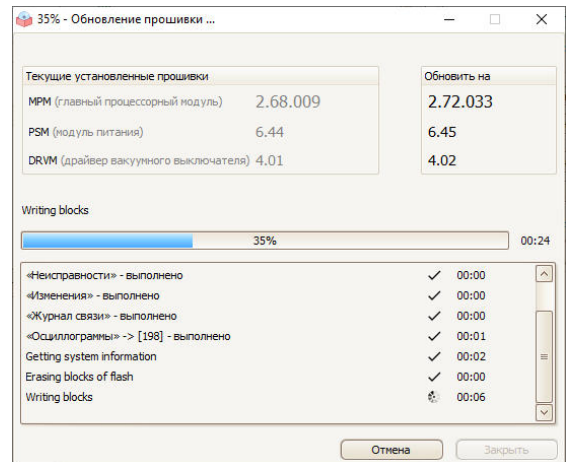 35% - Обновление прошивки ...
Текущие установленные прошивки
Обновить на
MPM (главный процессорный модуль) 2.68.009 2.72.033
PSM (модуль питания) 6.44 6.45
DRVM (драйвер вакуумного выключателя) 4.01 4.02
Writing blocks
35% 00:24
«Неисправности» - выполнено 00:00
«Изменения» - выполнено 00:00
«Журнал связи» - выполнено 00:00
«Осциллограммы» -> [198] - выполнено 00:01
Getting system information 00:02
Erasing blocks of flash 00:00
Writing blocks 00:06
Отмена Закрыть